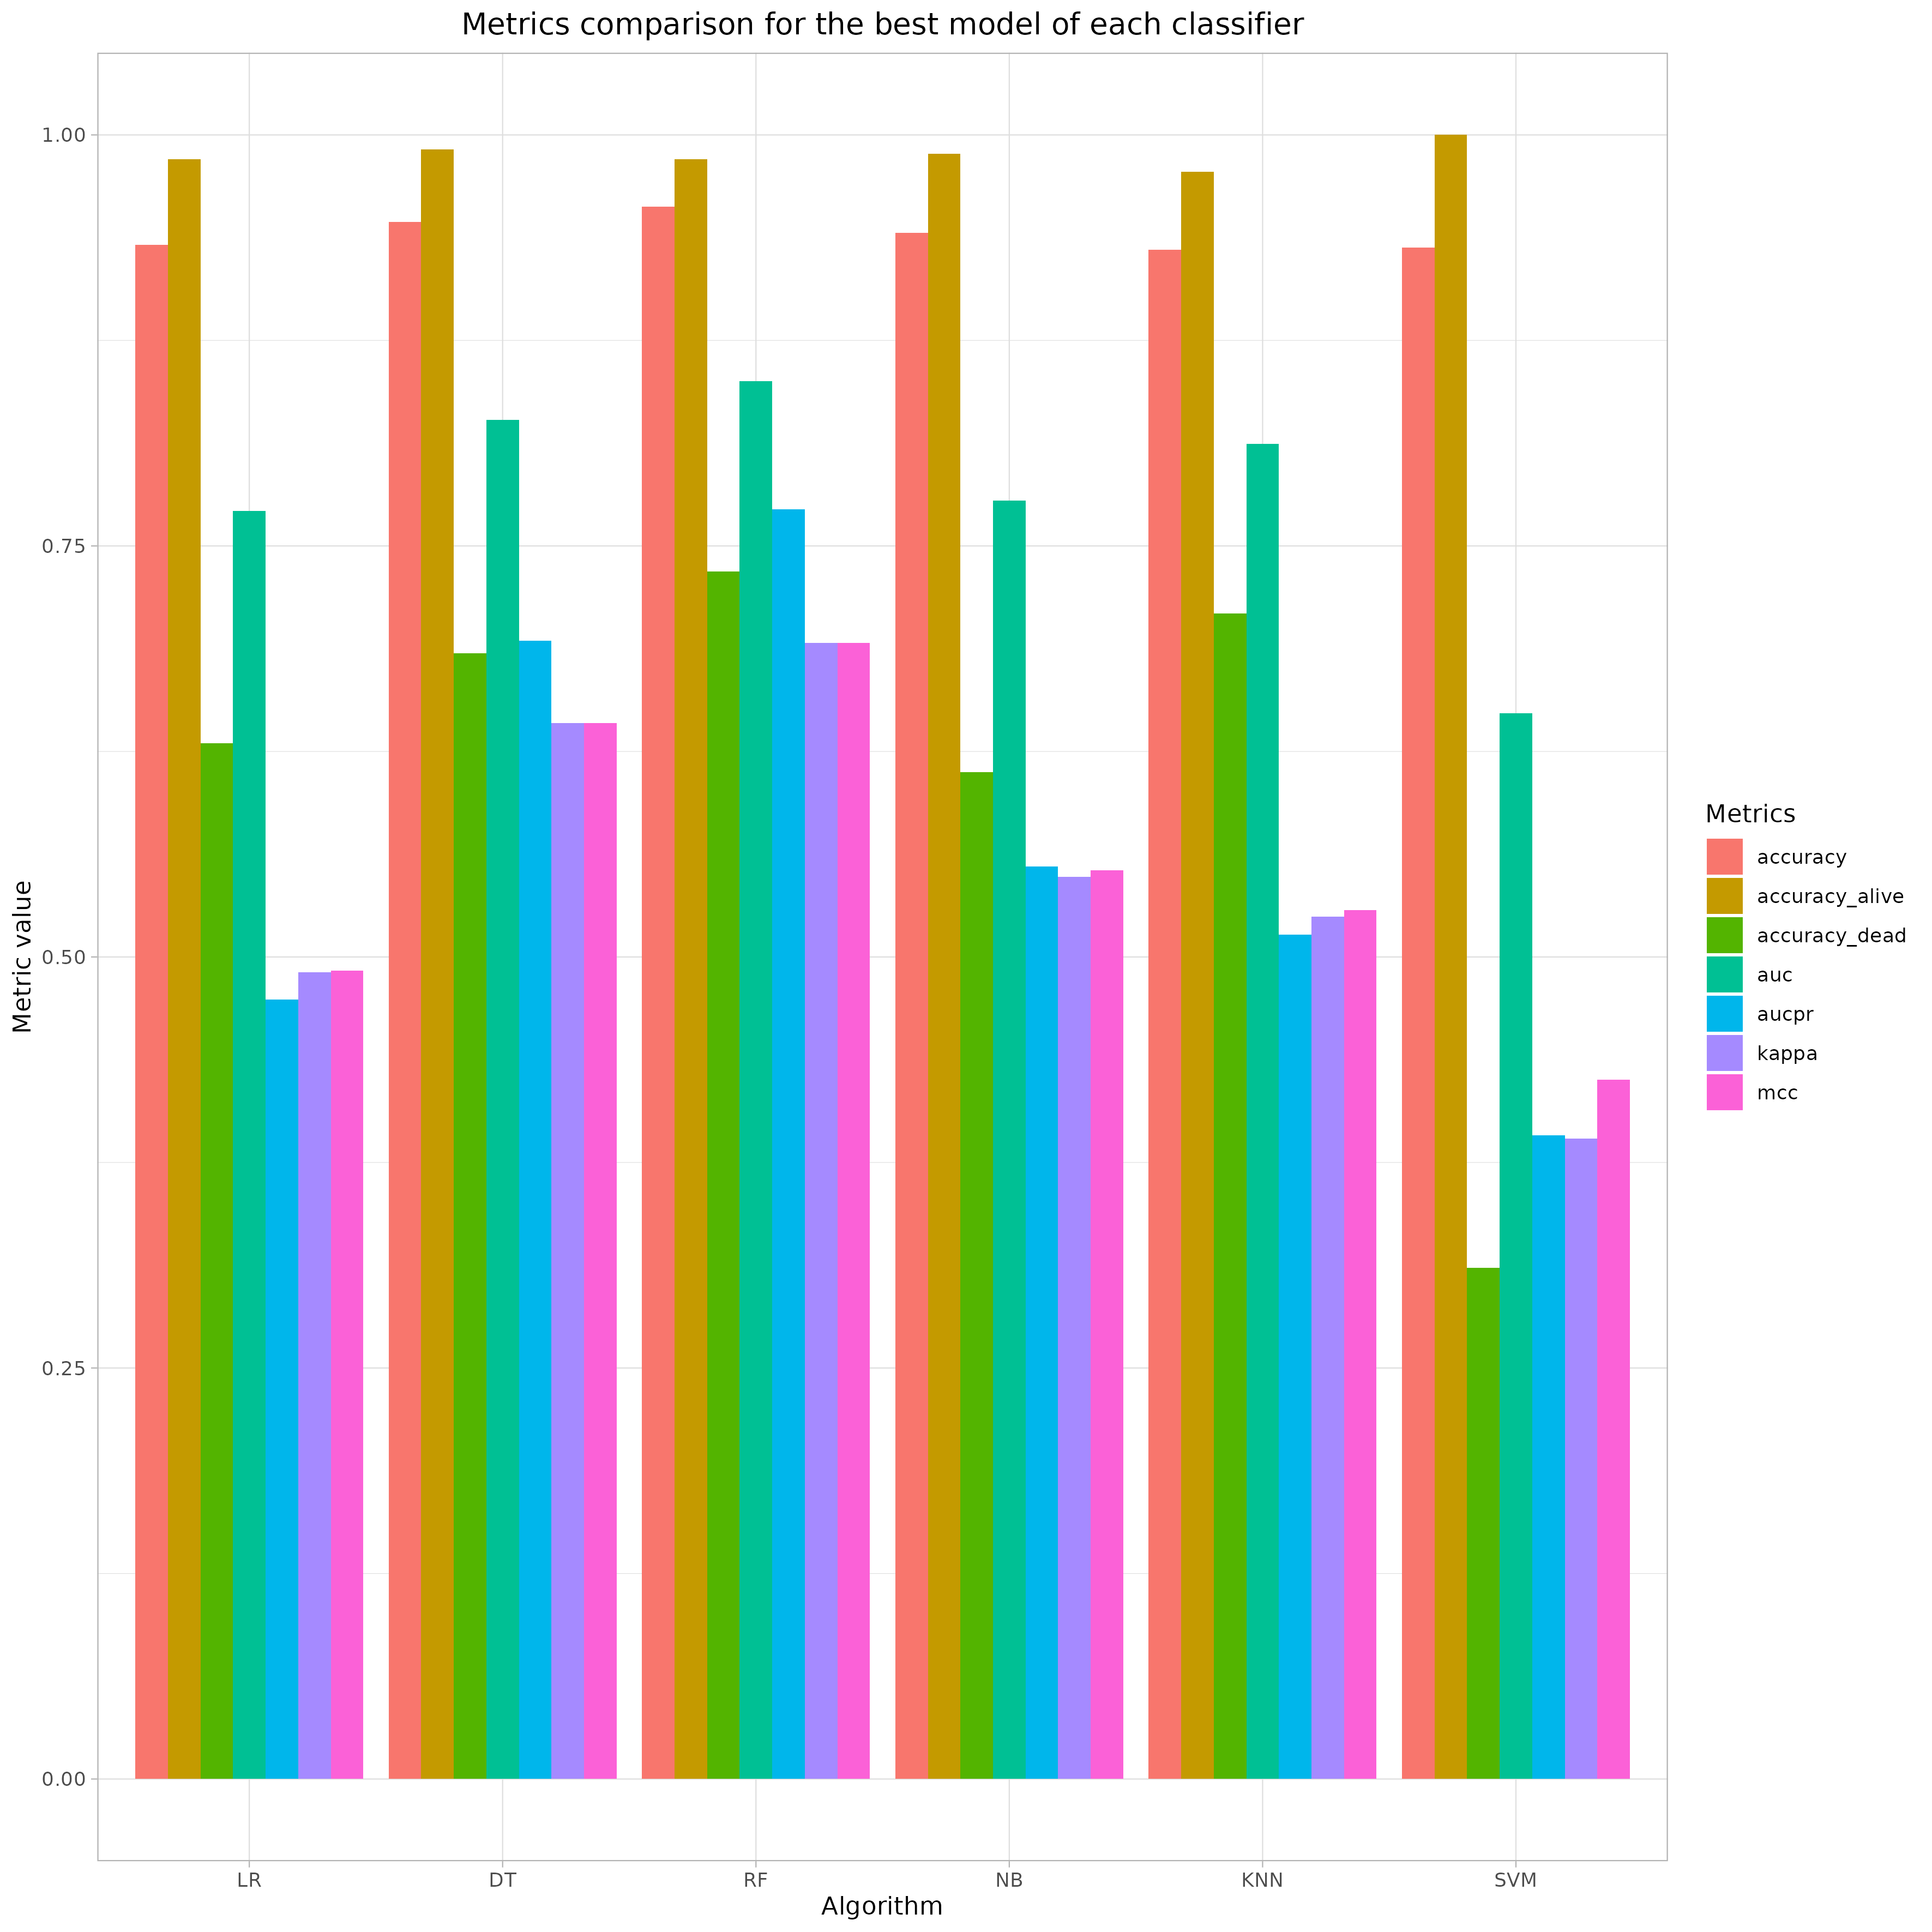 Metrics comparison for the best model of each classifier
1.00
0.75
0.50
0.25
0.00
Metric value
LR DT RF NB KNN SVM
Algorithm
Metrics
accuracy
accuracy_alive
accuracy_dead
auc
aucpr
kappa
mcc